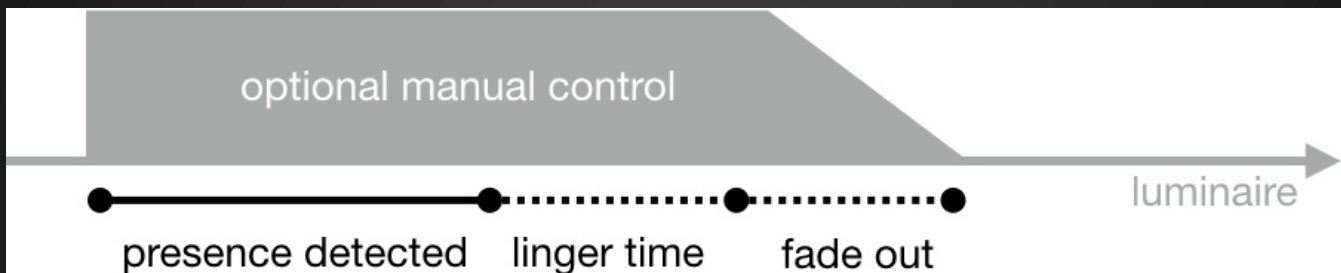 optional manual control
luminaire
presence detected linger time fade out